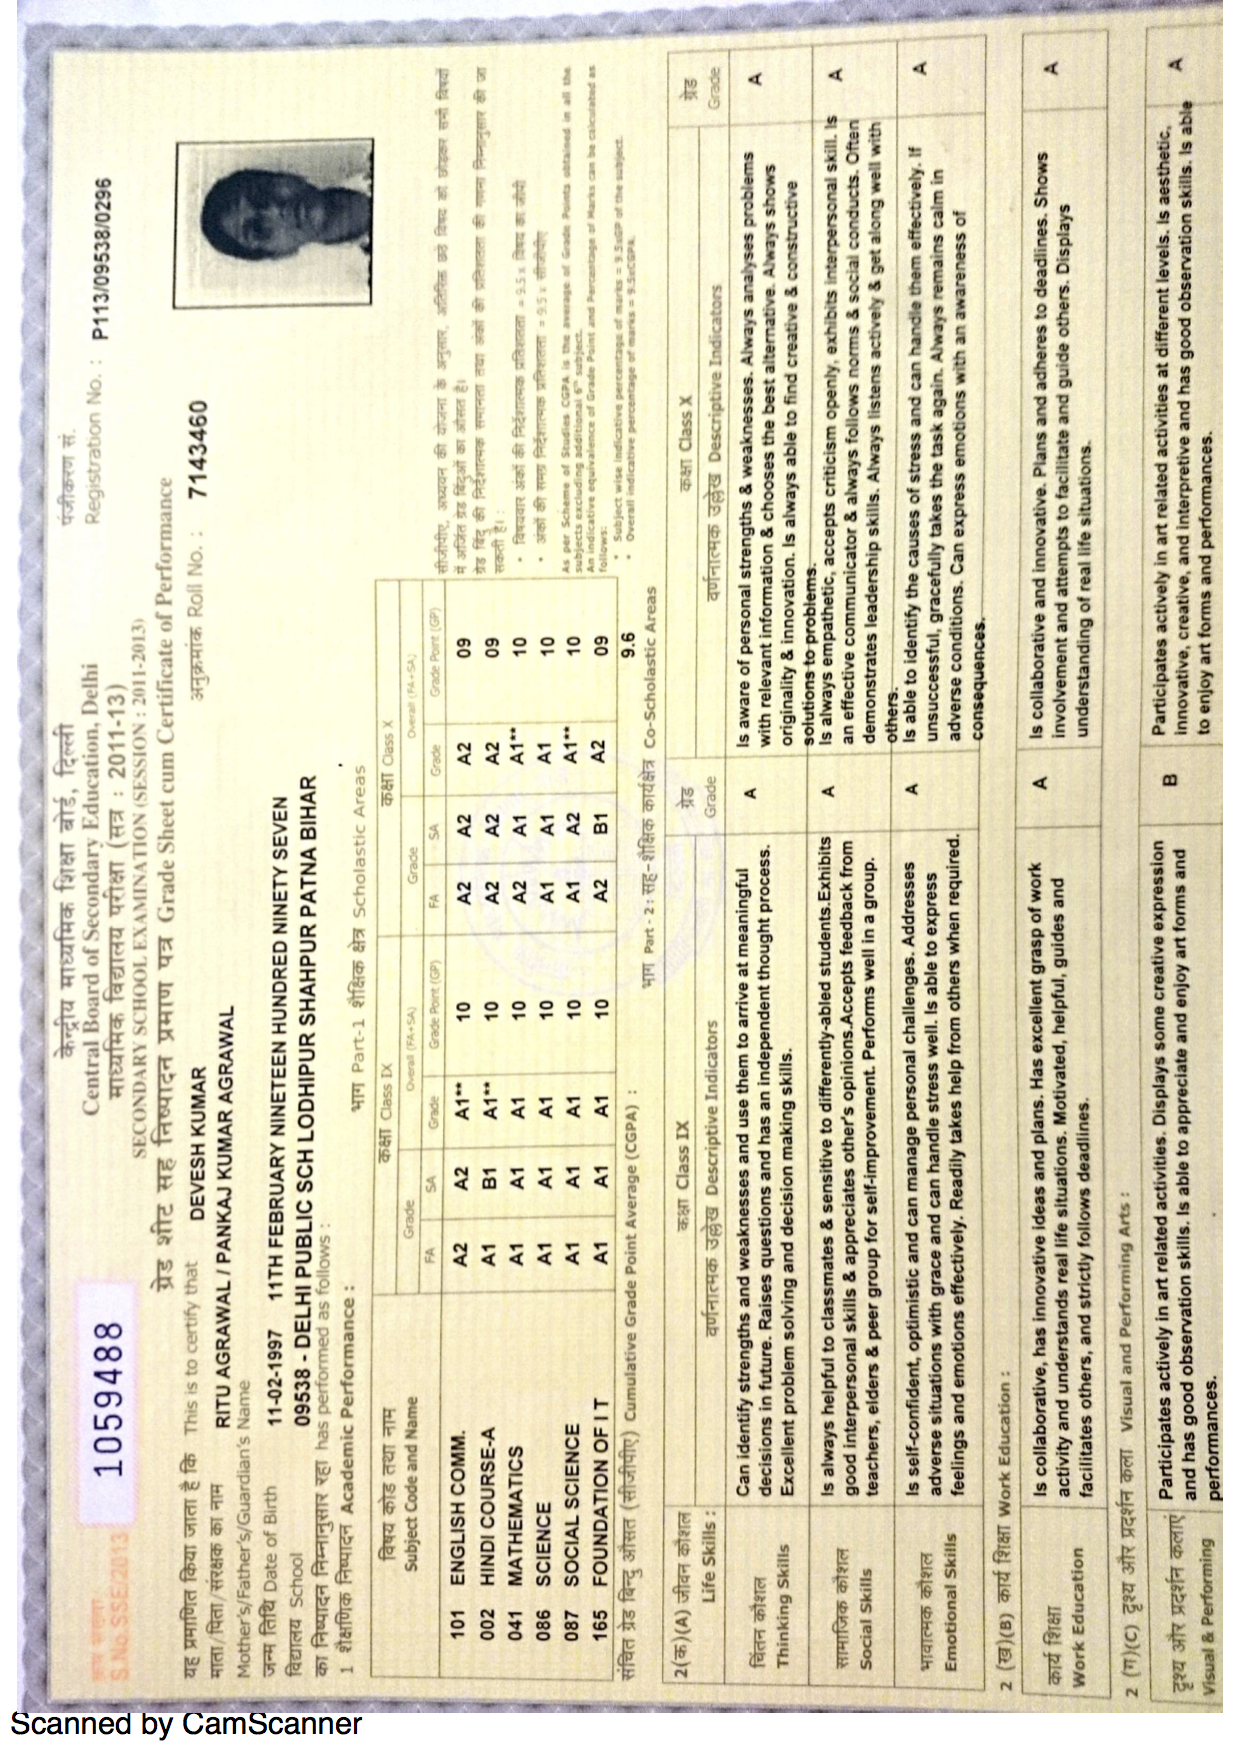 क्रम संख्या
S.No.SSE/2013 1059488
पंजीकरण सं.
Registration No. : P113/09538/0296
केन्द्रीय माध्यमिक शिक्षा बोर्ड, दिल्ली
Central Board of Secondary Education, Delhi
माध्यमिक विद्यालय परीक्षा (सत्र : 2011-13)
SECONDARY SCHOOL EXAMINATION (SESSION : 2011-2013)
ग्रेड शीट सह निष्पादन प्रमाण पत्र Grade Sheet cum Certificate of Performance
यह प्रमाणित किया जाता है कि This is to certify that DEVESH KUMAR अनुक्रमांक Roll No. : 7143460
माता/पिता/संरक्षक का नाम RITU AGRAWAL / PANKAJ KUMAR AGRAWAL
Mother's/Father's/Guardian's Name
जन्म तिथि Date of Birth 11-02-1997 11TH FEBRUARY NINETEEN HUNDRED NINETY SEVEN
विद्यालय School 09538 - DELHI PUBLIC SCH LODHIPUR SHAHPUR PATNA BIHAR
का निष्पादन निम्नानुसार रहा has performed as follows :
1 शैक्षणिक निष्पादन Academic Performance : भाग Part-1 शैक्षिक क्षेत्र Scholastic Areas
विषय कोड तथा नाम कक्षा Class IX कक्षा Class X
Subject Code and Name Grade Overall (FA+SA) Grade Overall (FA+SA)
FA SA Grade Grade Point (GP) FA SA Grade Grade Point (GP)
101 ENGLISH COMM. A2 A2 A1** 10 A2 A2 A2 09
002 HINDI COURSE-A A1 B1 A1** 10 A2 A2 A2 09
041 MATHEMATICS A1 A1 A1 10 A2 A1 A1** 10
086 SCIENCE A1 A1 A1 10 A1 A1 A1 10
087 SOCIAL SCIENCE A1 A1 A1 10 A1 A2 A1** 10
165 FOUNDATION OF I T A1 A1 A1 10 A2 B1 A2 09
संचित ग्रेड बिन्दु औसत (सीजीपीए) Cumulative Grade Point Average (CGPA) : 9.6
सीजीपीए, अध्ययन की योजना के अनुसार, अतिरिक्त छठे विषय को छोड़कर सभी विषयों
में अर्जित ग्रेड बिंदुओं का औसत है।
ग्रेड बिंदु की निर्देशात्मक समानता तथा अंकों की प्रतिशतता की गणना निम्नानुसार की जा
सकती है। :
• विषयवार अंकों की निर्देशात्मक प्रतिशतता = 9.5 x विषय का जीपी
• अंकों की समग्र निर्देशात्मक प्रतिशतता = 9.5 x सीजीपीए
As per Scheme of Studies CGPA is the average of Grade Points obtained in all the
subjects excluding additional 6th subject.
An indicative equivalence of Grade Point and Percentage of Marks can be calculated as
follows:
• Subject wise indicative percentage of marks = 9.5xGP of the subject.
• Overall indicative percentage of marks = 9.5xCGPA.
भाग Part - 2 : सह-शैक्षिक कार्यक्षेत्र Co-Scholastic Areas
2(क)(A) जीवन कौशल कक्षा Class IX ग्रेड कक्षा Class X ग्रेड
Life Skills : वर्णनात्मक उल्लेख Descriptive Indicators Grade वर्णनात्मक उल्लेख Descriptive Indicators Grade
चिंतन कौशल
Thinking Skills
Can identify strengths and weaknesses and use them to arrive at meaningful
decisions in future. Raises questions and has an independent thought process.
Excellent problem solving and decision making skills.
A
Is aware of personal strengths & weaknesses. Always analyses problems
with relevant information & chooses the best alternative. Always shows
originality & innovation. Is always able to find creative & constructive
solutions to problems.
A
सामाजिक कौशल
Social Skills
Is always helpful to classmates & sensitive to differently-abled students.Exhibits
good interpersonal skills & appreciates other's opinions.Accepts feedback from
teachers, elders & peer group for self-improvement. Performs well in a group.
A
Is always empathetic, accepts criticism openly, exhibits interpersonal skill. Is
an effective communicator & always follows norms & social conducts. Often
demonstrates leadership skills. Always listens actively & get along well with
others.
A
भावात्मक कौशल
Emotional Skills
Is self-confident, optimistic and can manage personal challenges. Addresses
adverse situations with grace and can handle stress well. Is able to express
feelings and emotions effectively. Readily takes help from others when required.
A
Is able to identify the causes of stress and can handle them effectively. If
unsuccessful, gracefully takes the task again. Always remains calm in
adverse conditions. Can express emotions with an awareness of
consequences.
A
2 (ख)(B) कार्य शिक्षा Work Education :
कार्य शिक्षा
Work Education
Is collaborative, has innovative ideas and plans. Has excellent grasp of work
activity and understands real life situations. Motivated, helpful, guides and
facilitates others, and strictly follows deadlines.
A
Is collaborative and innovative. Plans and adheres to deadlines. Shows
involvement and attempts to facilitate and guide others. Displays
understanding of real life situations.
A
2 (ग)(C) दृश्य और प्रदर्शन कला Visual and Performing Arts :
दृश्य और प्रदर्शन कलाएं
Visual & Performing
Participates actively in art related activities. Displays some creative expression
and has good observation skills. Is able to appreciate and enjoy art forms and
performances.
B
Participates actively in art related activities at different levels. Is aesthetic,
innovative, creative, and interpretive and has good observation skills. Is able
to enjoy art forms and performances.
A
Scanned by CamScanner